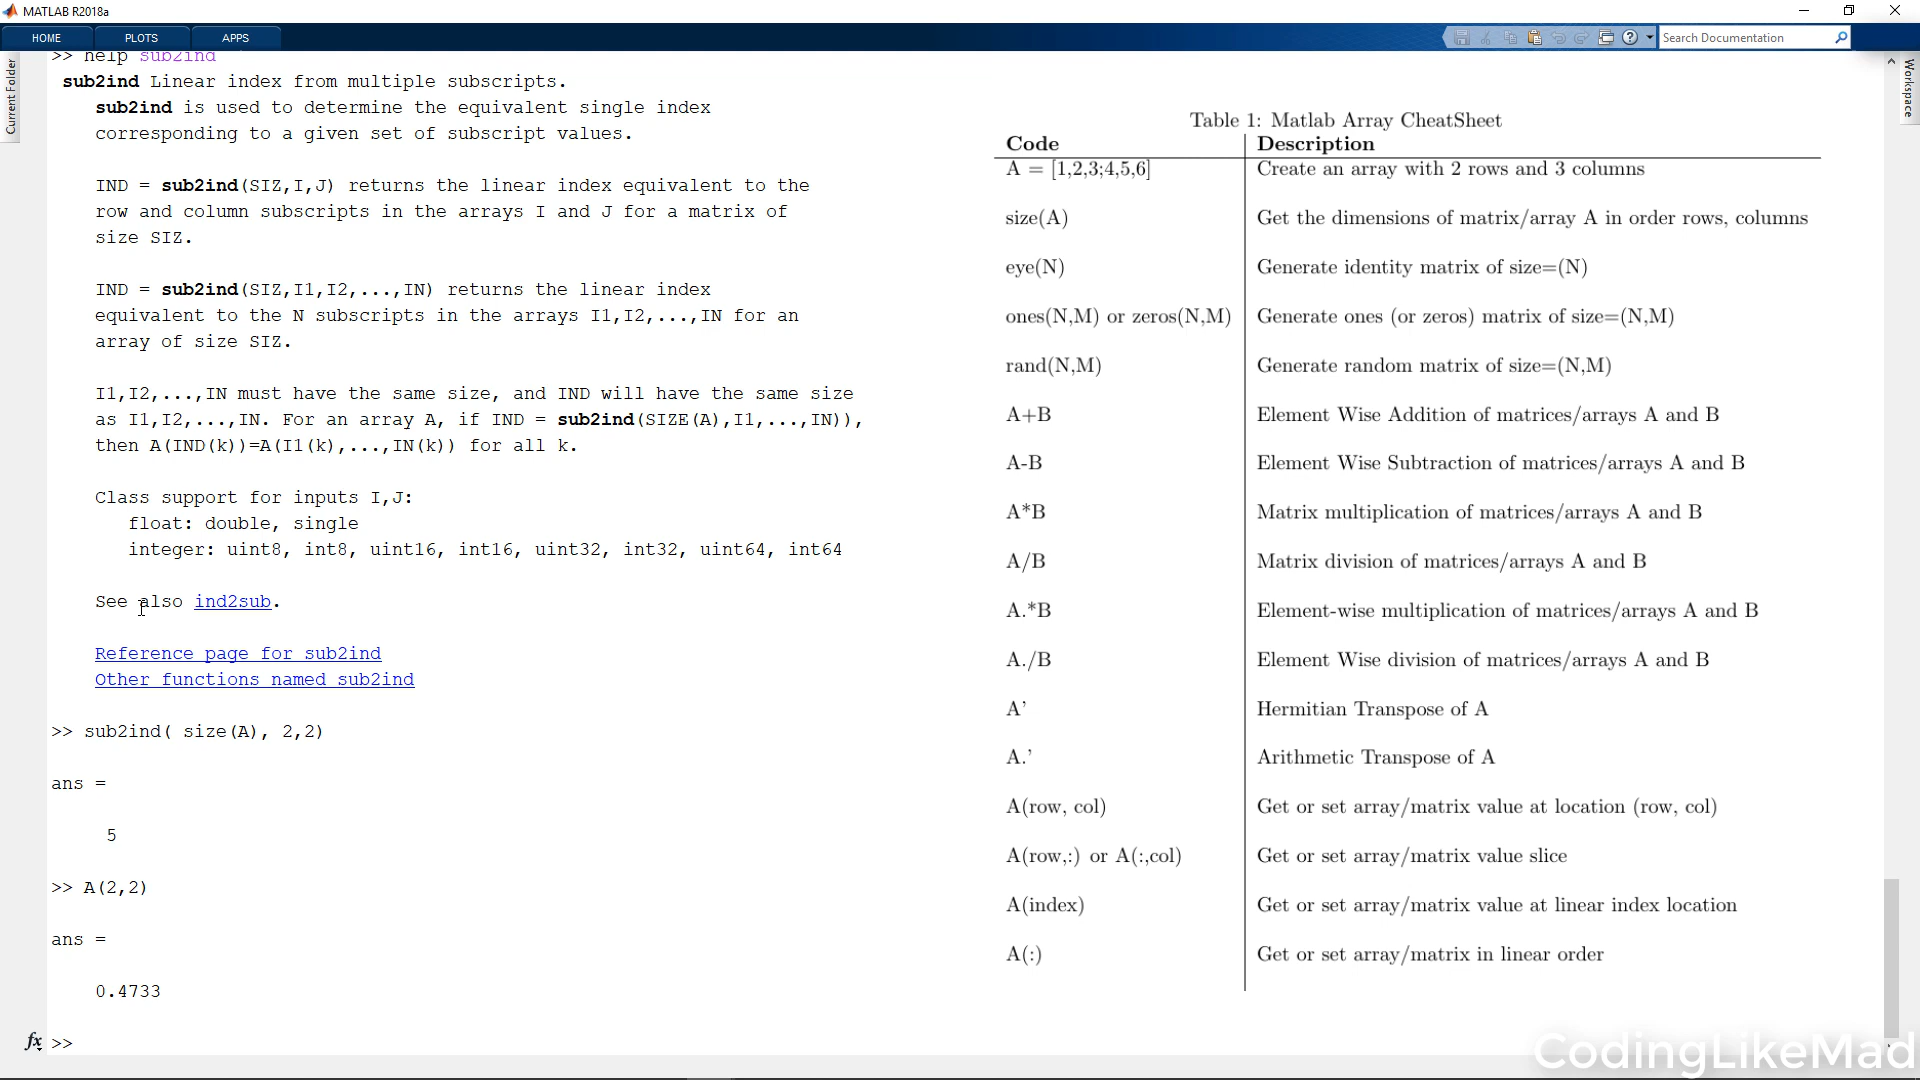 MATLAB R2018a
HOME PLOTS APPS
Search Documentation
Current Folder
Workspace
>> help sub2ind
sub2ind Linear index from multiple subscripts.
sub2ind is used to determine the equivalent single index
corresponding to a given set of subscript values.
IND = sub2ind(SIZ,I,J) returns the linear index equivalent to the
row and column subscripts in the arrays I and J for a matrix of
size SIZ.
IND = sub2ind(SIZ,I1,I2,...,IN) returns the linear index
equivalent to the N subscripts in the arrays I1,I2,...,IN for an
array of size SIZ.
I1,I2,...,IN must have the same size, and IND will have the same size
as I1,I2,...,IN. For an array A, if IND = sub2ind(SIZE(A),I1,...,IN)),
then A(IND(k))=A(I1(k),...,IN(k)) for all k.
Class support for inputs I,J:
float: double, single
integer: uint8, int8, uint16, int16, uint32, int32, uint64, int64
See also ind2sub.
Reference page for sub2ind
Other functions named sub2ind
>> sub2ind( size(A), 2,2)
ans =
5
>> A(2,2)
ans =
0.4733
fx >>
Table 1: Matlab Array CheatSheet
Code Description
A = [1,2,3;4,5,6] Create an array with 2 rows and 3 columns
size(A) Get the dimensions of matrix/array A in order rows, columns
eye(N) Generate identity matrix of size=(N)
ones(N,M) or zeros(N,M) Generate ones (or zeros) matrix of size=(N,M)
rand(N,M) Generate random matrix of size=(N,M)
A+B Element Wise Addition of matrices/arrays A and B
A-B Element Wise Subtraction of matrices/arrays A and B
A*B Matrix multiplication of matrices/arrays A and B
A/B Matrix division of matrices/arrays A and B
A.*B Element-wise multiplication of matrices/arrays A and B
A./B Element Wise division of matrices/arrays A and B
A’ Hermitian Transpose of A
A.’ Arithmetic Transpose of A
A(row, col) Get or set array/matrix value at location (row, col)
A(row,:) or A(:,col) Get or set array/matrix value slice
A(index) Get or set array/matrix value at linear index location
A(:) Get or set array/matrix in linear order
CodingLikeMad